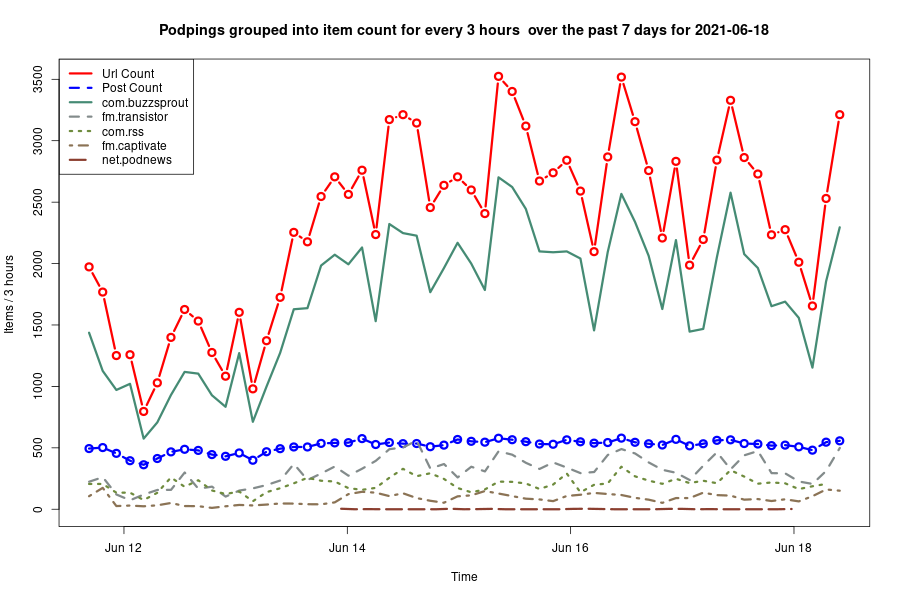 Podpings grouped into item count for every 3 hours  over the past 7 days for 2021-06-18
Url Count
Post Count
com.buzzsprout
fm.transistor
com.rss
fm.captivate
net.podnews
Items / 3 hours
3500
3000
2500
2000
1500
1000
500
0
Jun 12
Jun 14
Jun 16
Jun 18
Time